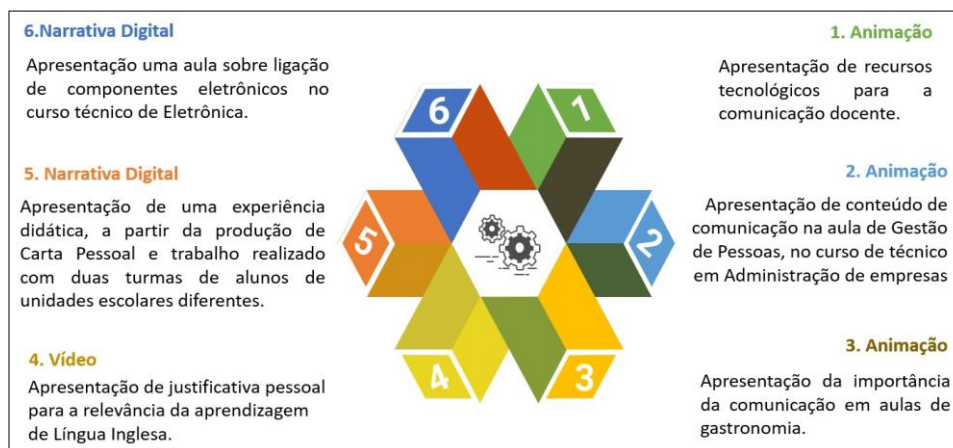 6.Narrativa Digital
Apresentação uma aula sobre ligação
de componentes eletrônicos no
curso técnico de Eletrônica.
5. Narrativa Digital
Apresentação de uma experiência
didática, a partir da produção de
Carta Pessoal e trabalho realizado
com duas turmas de alunos de
unidades escolares diferentes.
4. Vídeo
Apresentação de justificativa pessoal
para a relevância da aprendizagem
de Língua Inglesa.
6
1
5
2
4
3
1. Animação
Apresentação de recursos
tecnológicos para a
comunicação docente.
2. Animação
Apresentação de conteúdo de
comunicação na aula de Gestão
de Pessoas, no curso de técnico
em Administração de empresas
3. Animação
Apresentação da importância
da comunicação em aulas de
gastronomia.